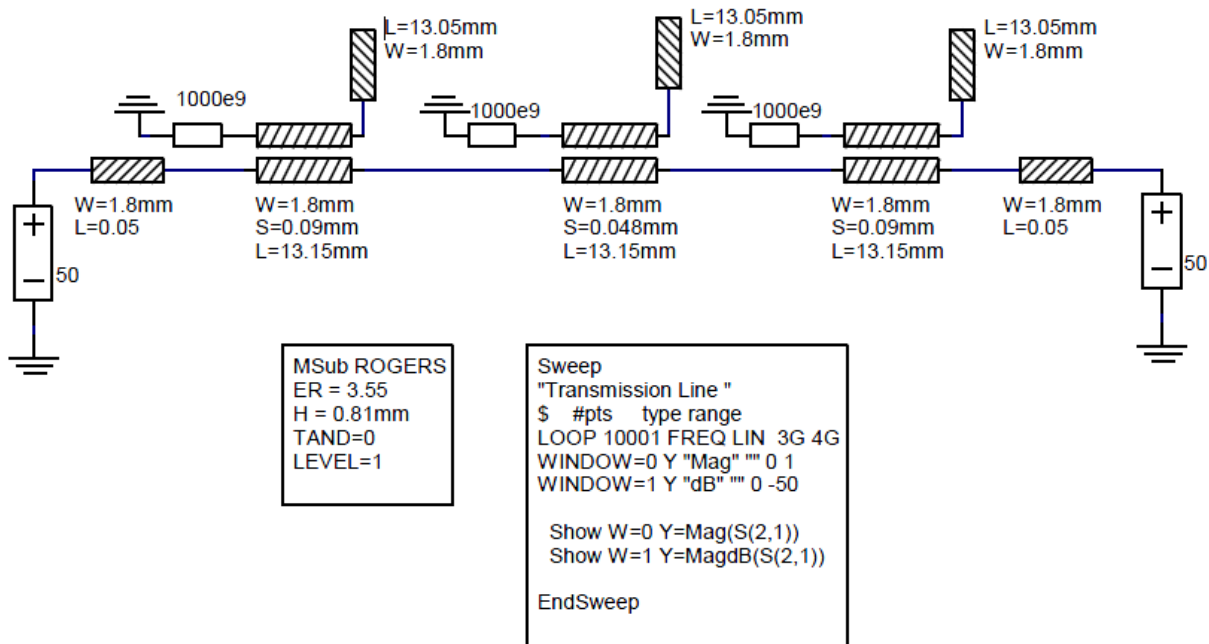 L=13.05mm
W=1.8mm
L=13.05mm
W=1.8mm
L=13.05mm
W=1.8mm
1000e9
1000e9
1000e9
W=1.8mm
L=0.05
W=1.8mm
S=0.09mm
L=13.15mm
W=1.8mm
S=0.048mm
L=13.15mm
W=1.8mm
S=0.09mm
L=13.15mm
W=1.8mm
L=0.05
+
−
50
+
−
50
MSub ROGERS
ER = 3.55
H = 0.81mm
TAND=0
LEVEL=1
Sweep
"Transmission Line "
$ #pts type range
LOOP 10001 FREQ LIN 3G 4G
WINDOW=0 Y "Mag" "" 0 1
WINDOW=1 Y "dB" "" 0 -50
Show W=0 Y=Mag(S(2,1))
Show W=1 Y=MagdB(S(2,1))
EndSweep